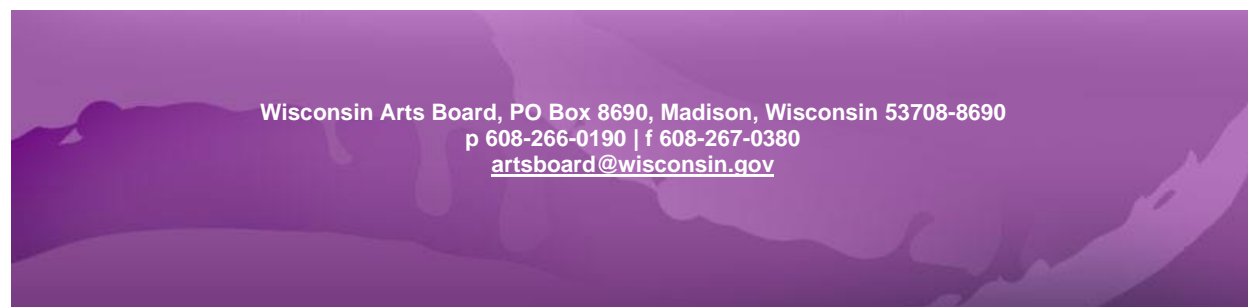 Wisconsin Arts Board, PO Box 8690, Madison, Wisconsin 53708-8690
p 608-266-0190 | f 608-267-0380
artsboard@wisconsin.gov